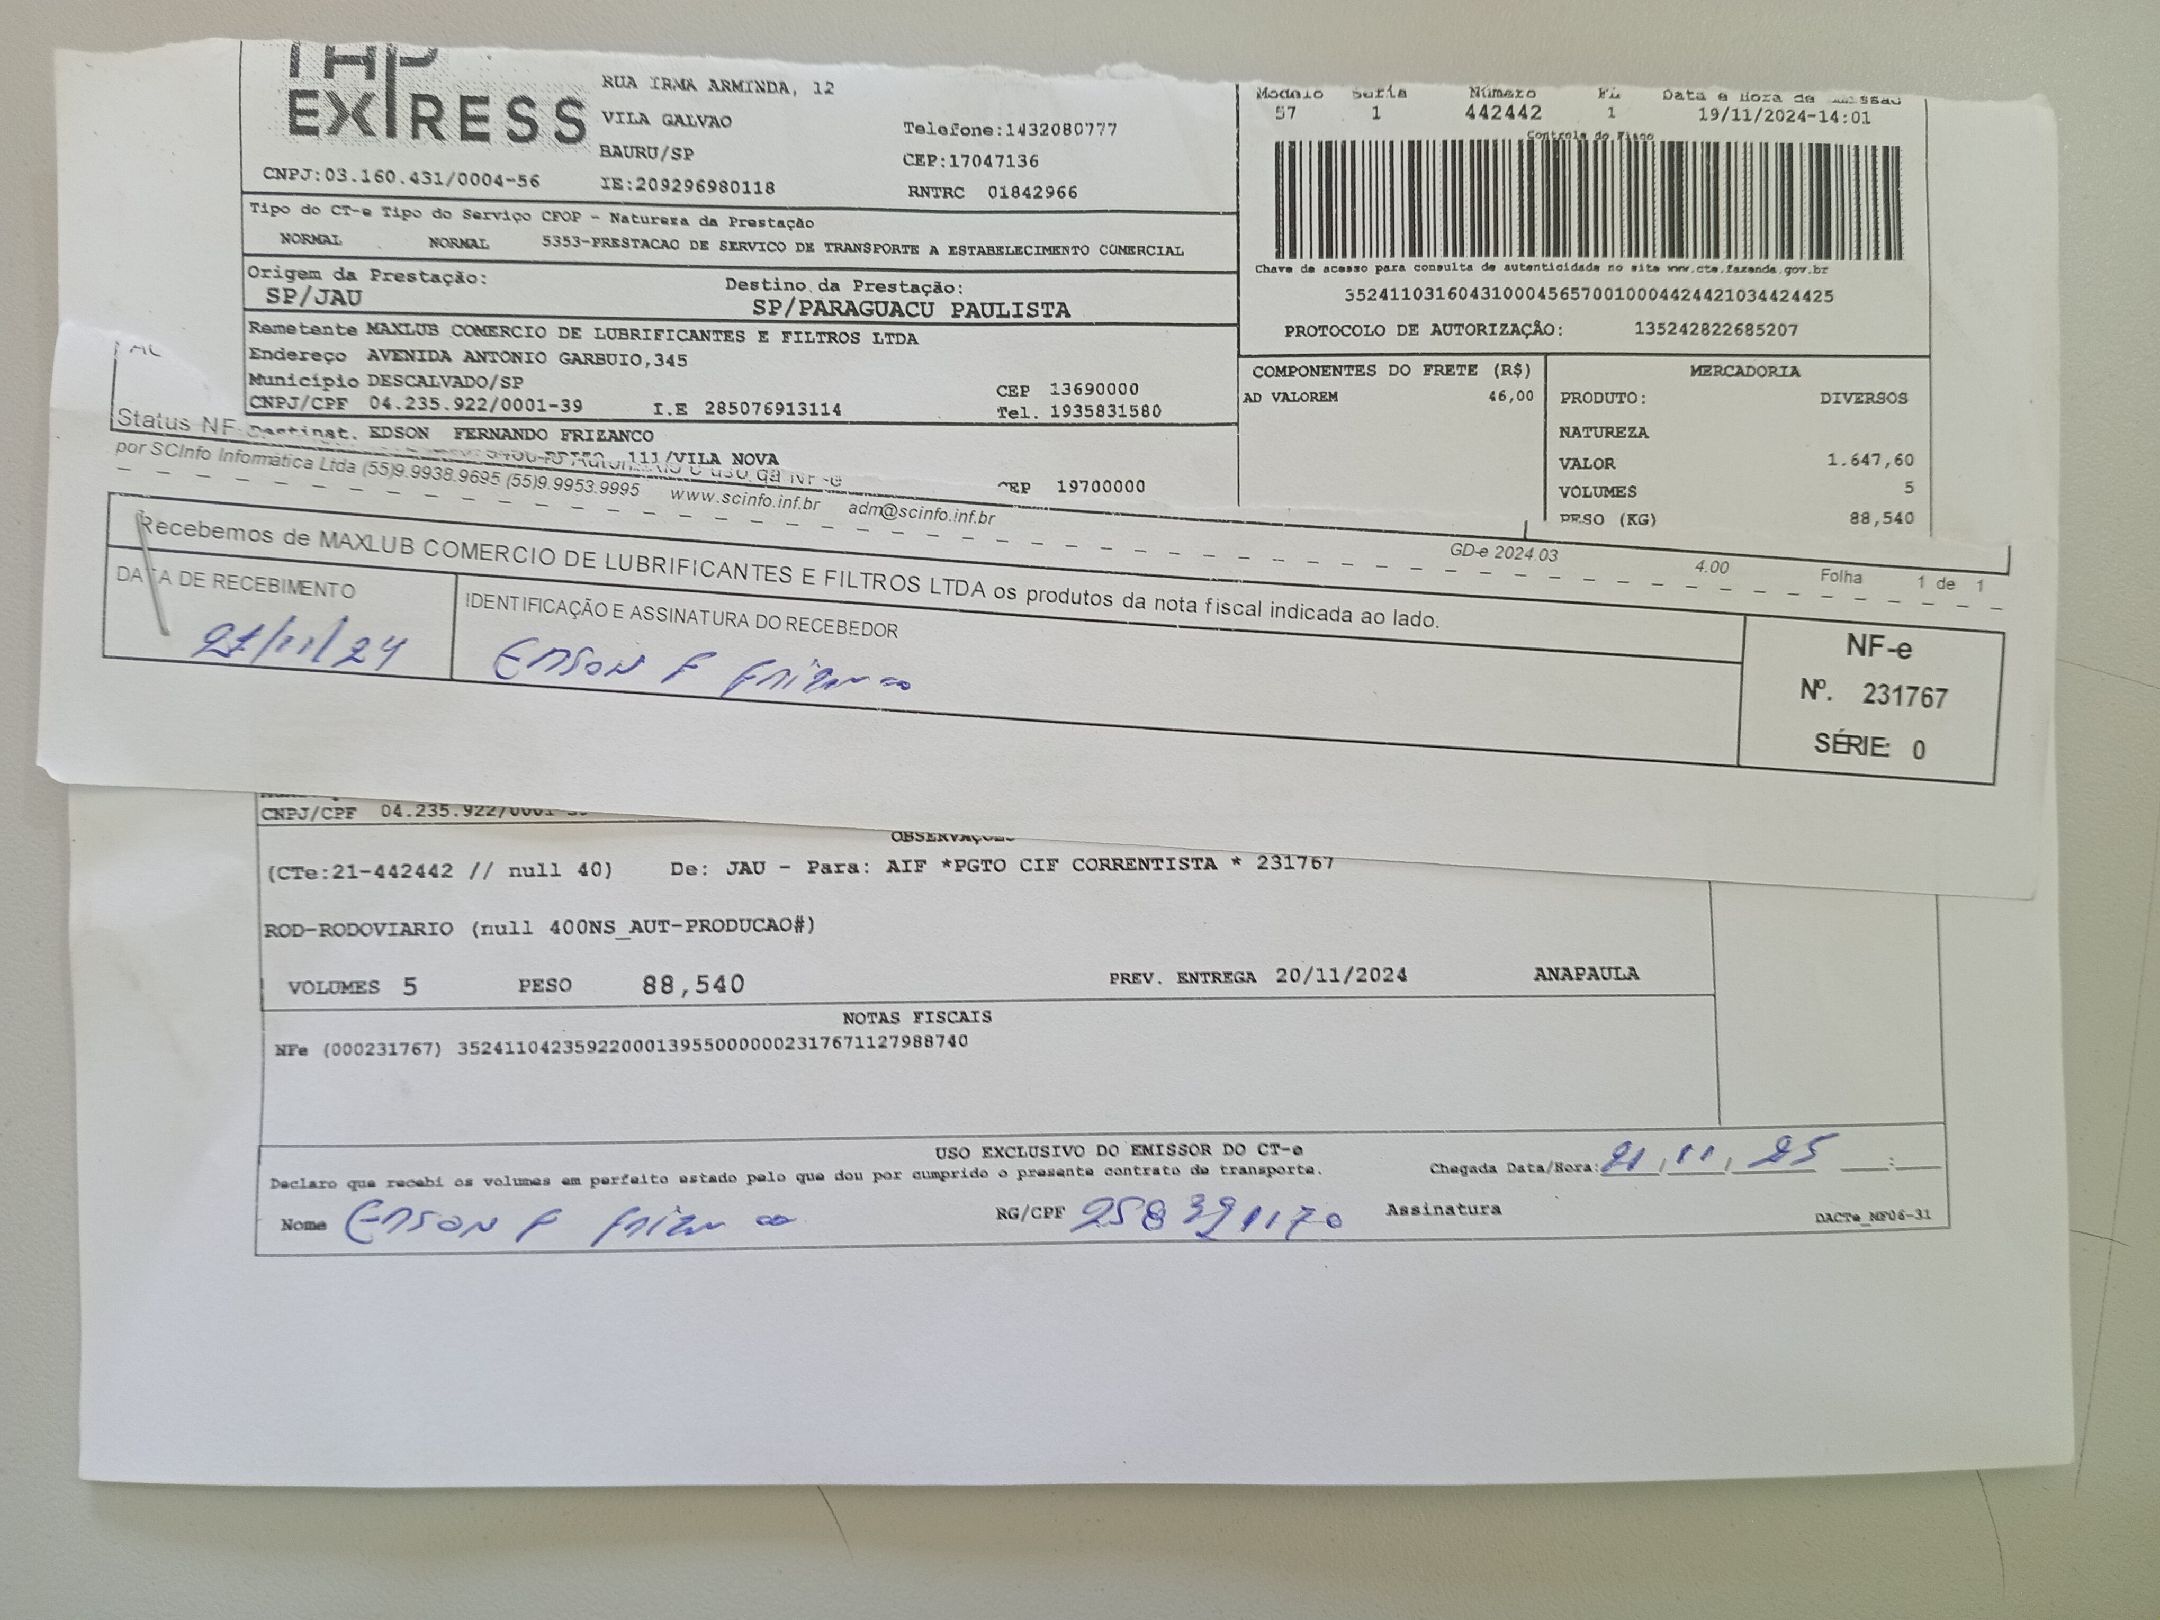 EXPRESS
RUA IRMA ARMINDA, 12
VILA GALVAO
BAURU/SP
Telefone:1432080777
CEP:17047136
CNPJ:03.160.431/0004-56
IE:209296980118
RNTRC 01842966
Modelo Serie Número FL Data e Hora de
57 1 442442 1 19/11/2024-14:01
Controle do Fisco
Tipo do CT-e Tipo do Serviço CFOP - Natureza da Prestação
NORMAL NORMAL 5353-PRESTACAO DE SERVICO DE TRANSPORTE A ESTABELECIMENTO COMERCIAL
Chave de acesso para consulta de autenticidade no site www.cte.fazenda.gov.br
35241103160431000456570010004424421034424425
PROTOCOLO DE AUTORIZAÇÃO: 135242822685207
Origem da Prestação:
SP/JAU
Destino da Prestação:
SP/PARAGUACU PAULISTA
Remetente MAXLUB COMERCIO DE LUBRIFICANTES E FILTROS LTDA
Endereço AVENIDA ANTONIO GARBUIO,345
Município DESCALVADO/SP CEP 13690000
CNPJ/CPF 04.235.922/0001-39 I.E 285076913114 Tel. 1935831580
COMPONENTES DO FRETE (R$)
AD VALOREM 46,00
MERCADORIA
PRODUTO: DIVERSOS
NATUREZA
VALOR 1.647,60
VOLUMES 5
PESO (KG) 88,540
Destinat. EDSON FERNANDO FRIZANCO
111/VILA NOVA
CEP 19700000
Status NF
por SCInfo Informática Ltda (55)9.9938.9695 (55)9.9953.9995 www.scinfo.inf.br adm@scinfo.inf.br
GD-e 2024.03 4.00 Folha 1 de 1
Recebemos de MAXLUB COMERCIO DE LUBRIFICANTES E FILTROS LTDA os produtos da nota fiscal indicada ao lado.
DATA DE RECEBIMENTO
21/11/24
IDENTIFICAÇÃO E ASSINATURA DO RECEBEDOR
EDSON F
NF-e
Nº. 231767
SÉRIE: 0
CNPJ/CPF 04.235.922/0001-39
OBSERVAÇÕES
(CTe:21-442442 // null 40) De: JAU - Para: AIF *PGTO CIF CORRENTISTA * 231767
ROD-RODOVIARIO (null 400NS_AUT-PRODUCAO#)
VOLUMES 5 PESO 88,540 PREV. ENTREGA 20/11/2024 ANAPAULA
NOTAS FISCAIS
NFe (000231767) 35241104235922000139550000002317671127988740
USO EXCLUSIVO DO EMISSOR DO CT-e
Declaro que recebi os volumes em perfeito estado pelo que dou por cumprido o presente contrato de transporte.
Chegada Data/Hora: 21, 11, 25 __:__
Nome EDSON F
RG/CPF 258391170
Assinatura
DACTe_NF06-31